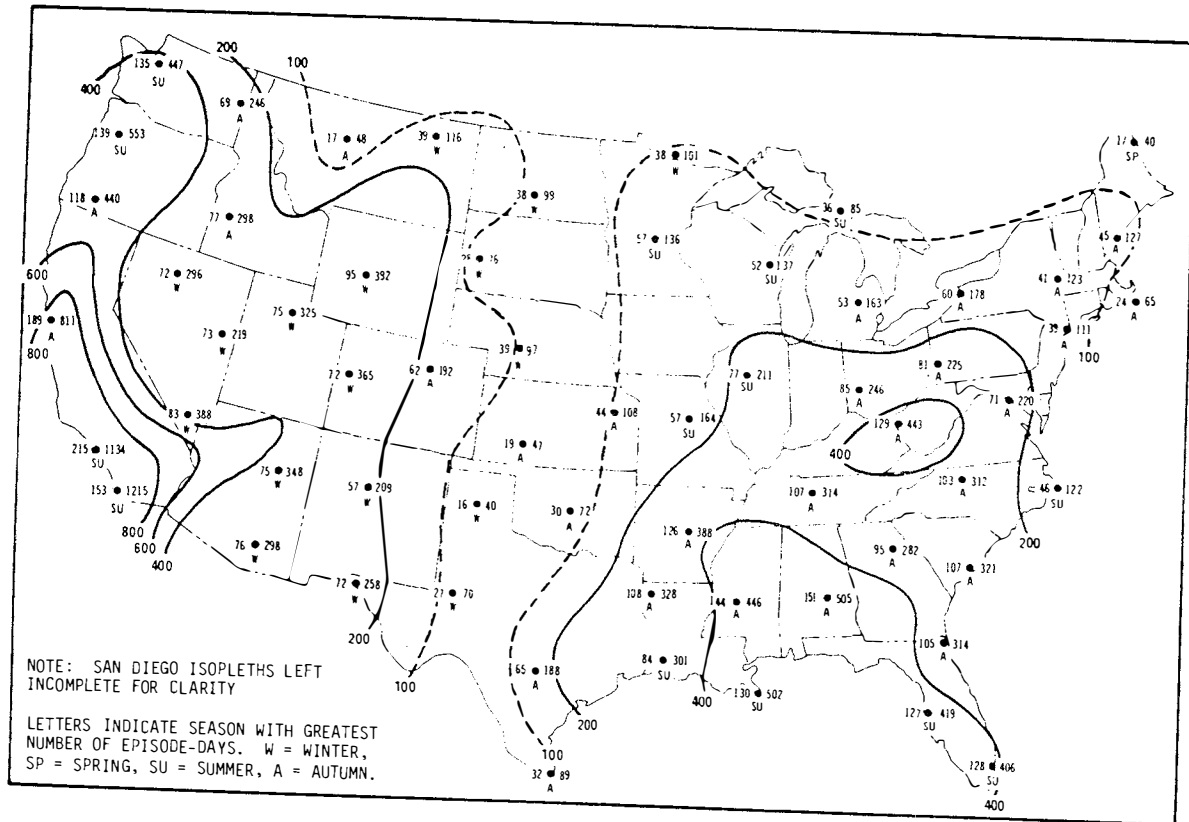 200
100
135 447
SU
400
69 246
A
17 48
A
39 116
W
139 553
SU
38 101
W
40
SP
118 440
A
38 99
W
36 85
SU
77 298
A
57 136
SU
45 127
A
72 296
W
95 392
W
52 137
SU
41 123
A
600
75 325
W
53 163
A
60 178
A
24 65
A
189 811
A
800
73 219
W
39 97
W
111
A
100
72 365
W
62 192
A
77 211
SU
81 225
A
85 246
A
71 220
A
83 388
W
44 108
A
57 164
SU
129 443
A
400
215 1134
SU
19 47
A
75 348
W
153 1215
SU
57 209
W
16 40
W
107 314
A
312
A
46 122
SU
30 72
A
800
600
400
126 388
A
200
76 298
W
95 282
A
107 321
A
72 258
W
70
W
108 328
A
446
A
505
A
200
105 314
A
NOTE: SAN DIEGO ISOPLETHS LEFT
INCOMPLETE FOR CLARITY
100
65 188
A
84 301
SU
400
130 502
SU
127 419
SU
200
LETTERS INDICATE SEASON WITH GREATEST
NUMBER OF EPISODE-DAYS. W = WINTER,
SP = SPRING, SU = SUMMER, A = AUTUMN.
100
32 89
A
128 406
SU
400